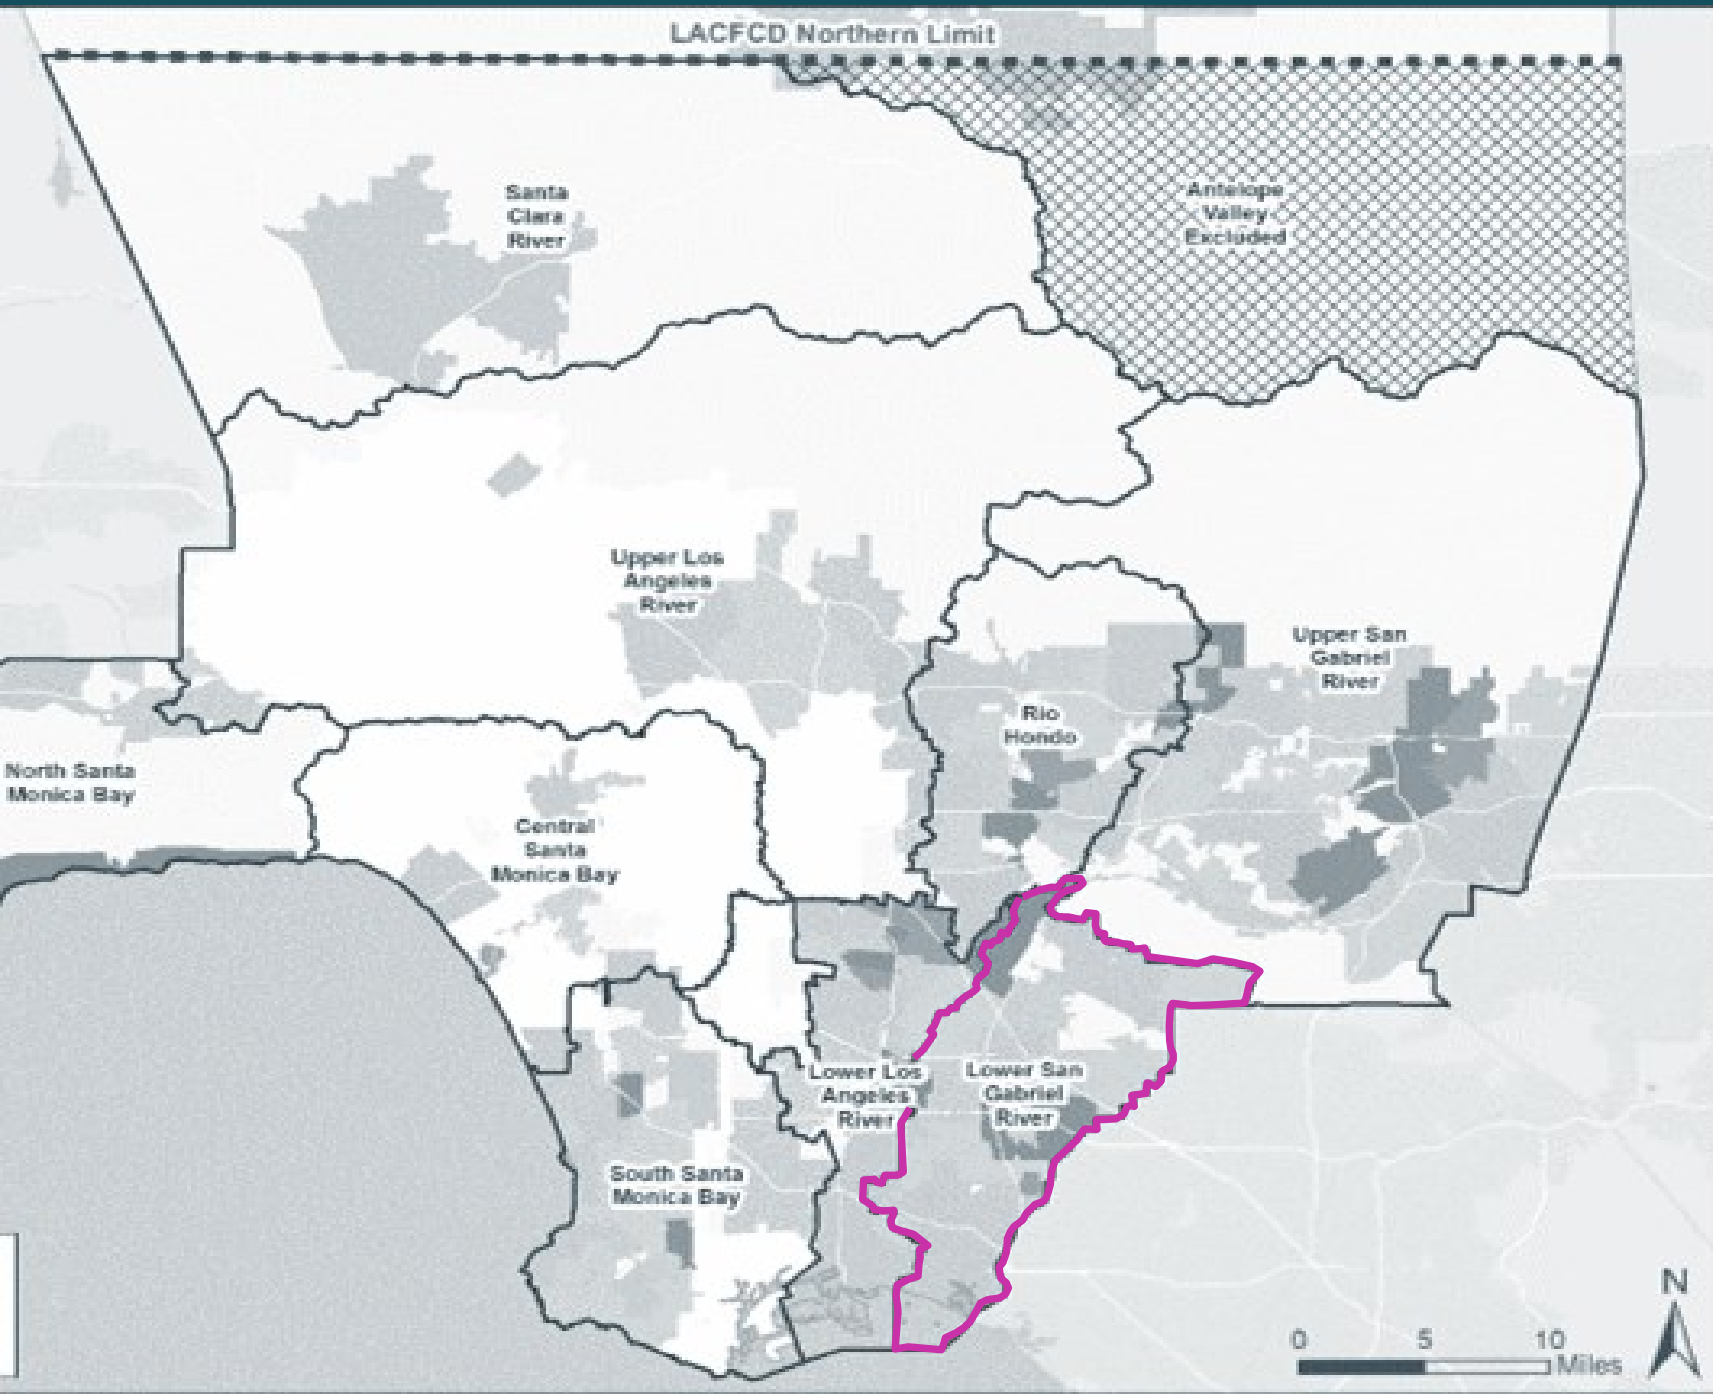 LACFCD Northern Limit
Santa
Clara
River
Antelope
Valley
Excluded
Upper Los
Angeles
River
Upper San
Gabriel
River
Rio
Hondo
North Santa
Monica Bay
Central
Santa
Monica Bay
Lower Los
Angeles
River
Lower San
Gabriel
River
South Santa
Monica Bay
N
0 5 10
Miles